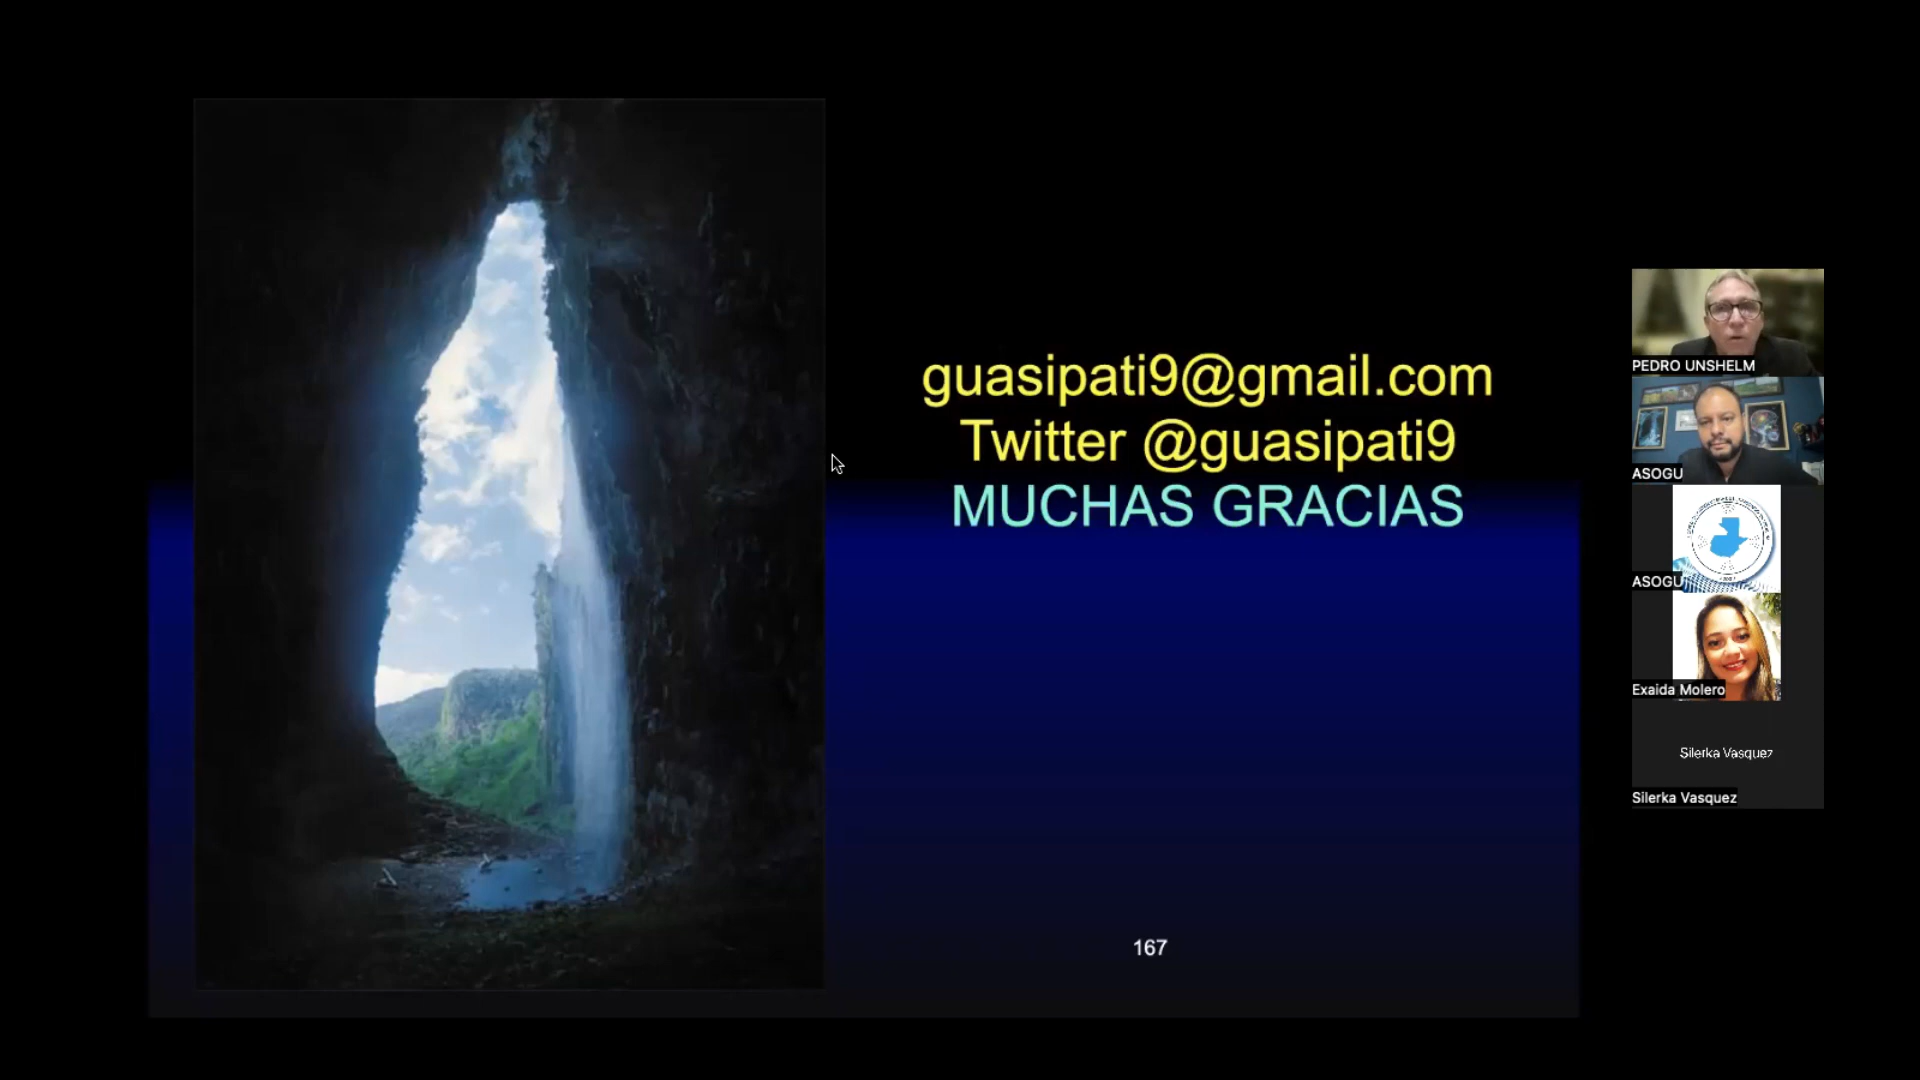 guasipati9@gmail.com
Twitter @guasipati9
MUCHAS GRACIAS
167
PEDRO UNSHELM
ASOGU
ASOGU
Exaida Molero
Silerka Vasquez
Silerka Vasquez